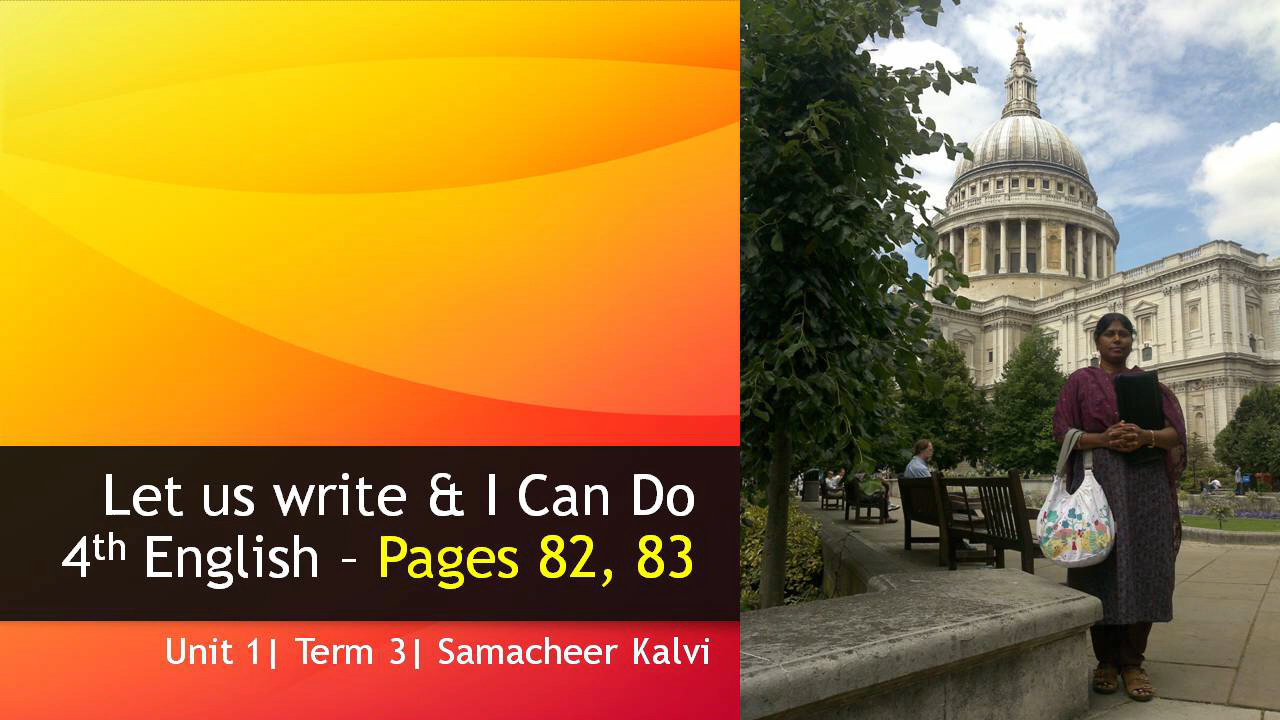 Let us write & I Can Do
4th English – Pages 82, 83
Unit 1| Term 3| Samacheer Kalvi